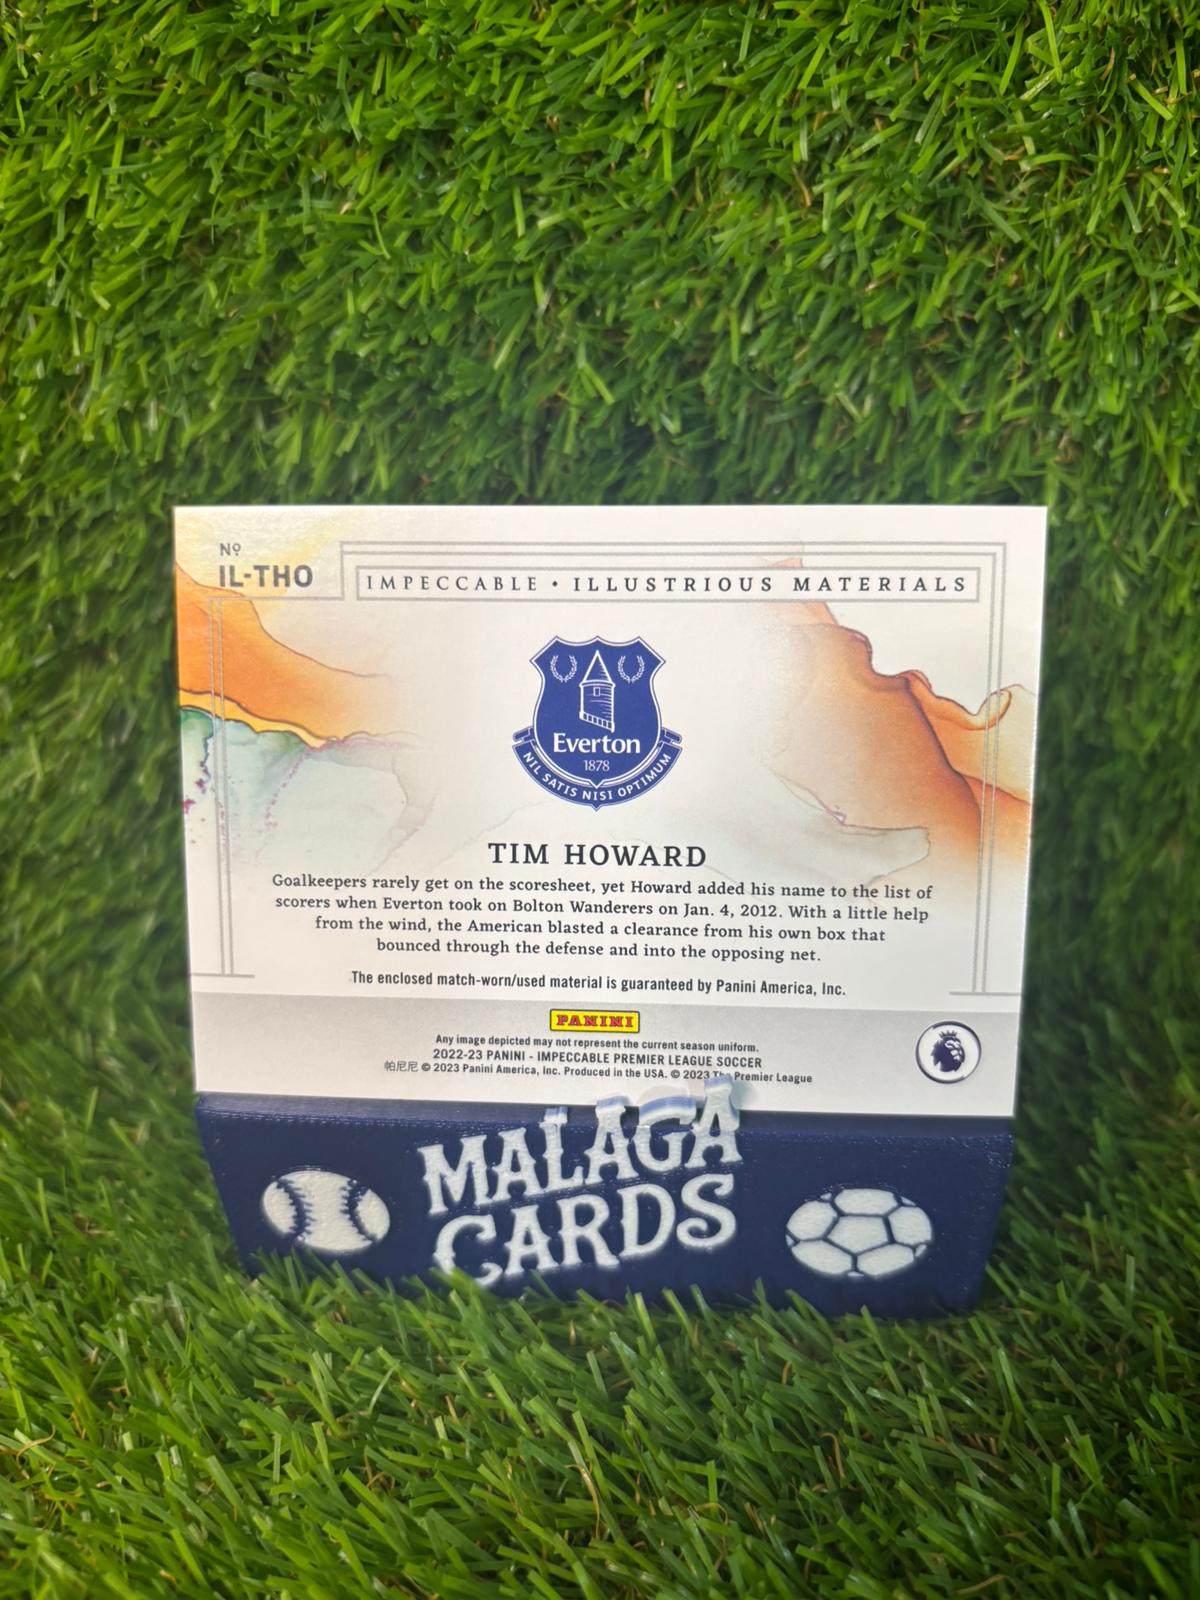 Nº
IL-THO
IMPECCABLE • ILLUSTRIOUS MATERIALS
Everton
1878
NIL SATIS NISI OPTIMUM
TIM HOWARD
Goalkeepers rarely get on the scoresheet, yet Howard added his name to the list of
scorers when Everton took on Bolton Wanderers on Jan. 4, 2012. With a little help
from the wind, the American blasted a clearance from his own box that
bounced through the defense and into the opposing net.
The enclosed match-worn/used material is guaranteed by Panini America, Inc.
PANINI
Any image depicted may not represent the current season uniform.
2022-23 PANINI - IMPECCABLE PREMIER LEAGUE SOCCER
帕尼尼 © 2023 Panini America, Inc. Produced in the USA. © 2023 The Premier League
MALAGA
CARDS